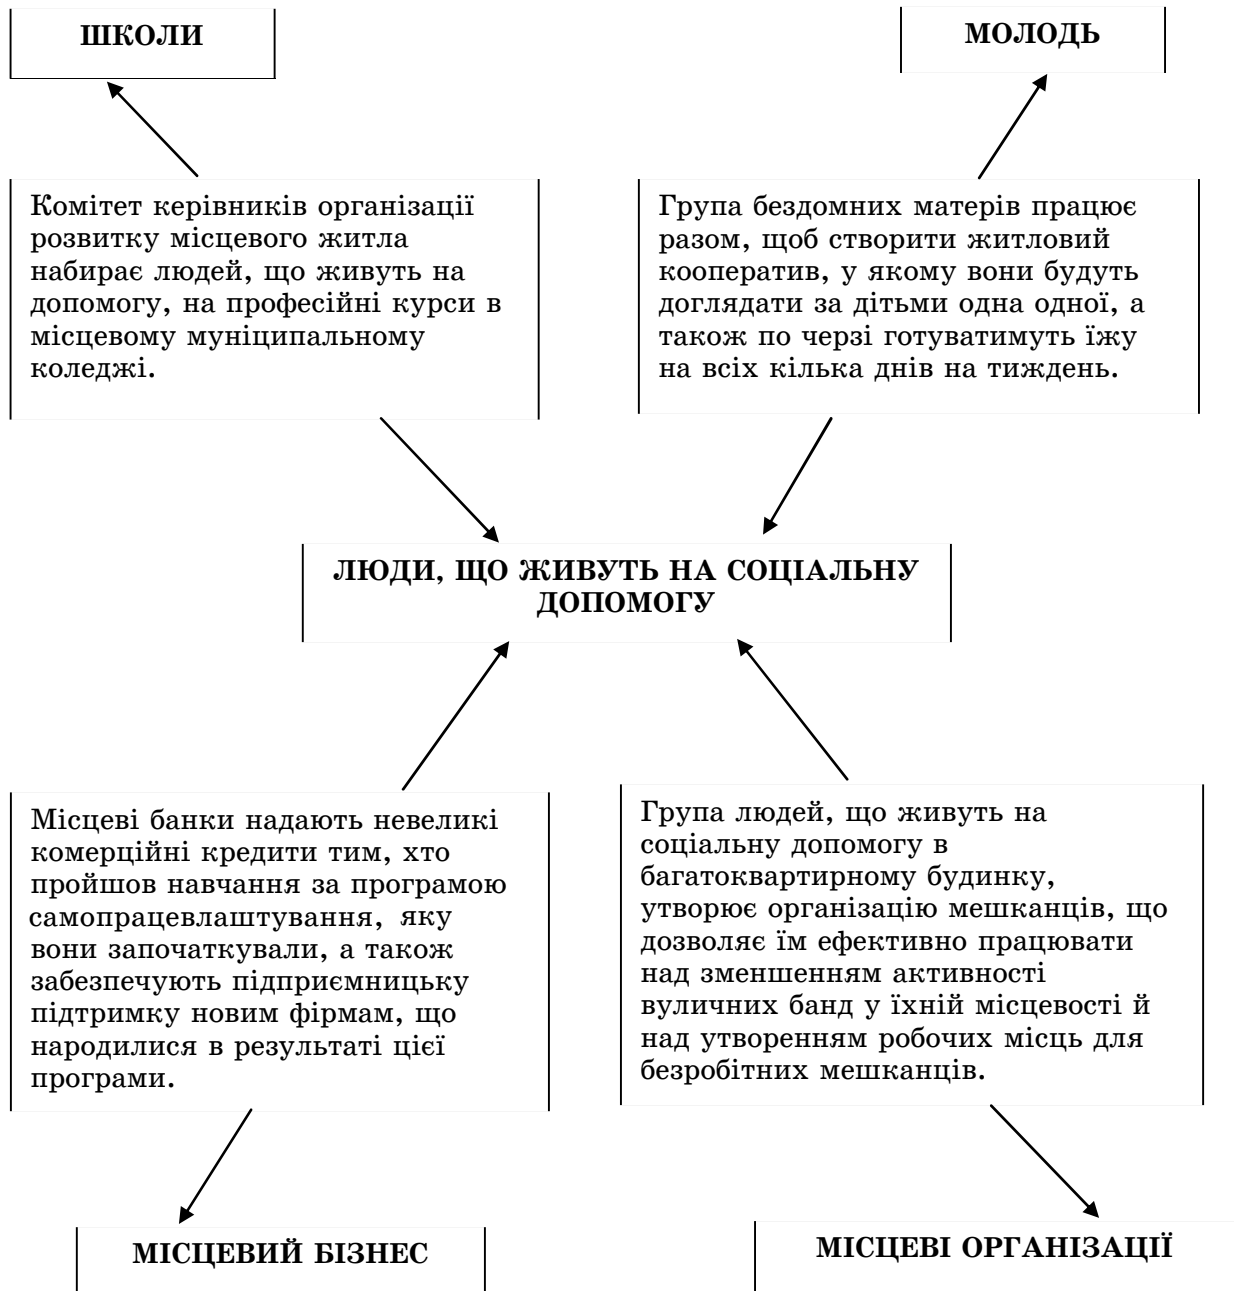 ШКОЛИ
МОЛОДЬ
Комітет керівників організації
розвитку місцевого житла
набирає людей, що живуть на
допомогу, на професійні курси в
місцевому муніципальному
коледжі.
Група бездомних матерів працює
разом, щоб створити житловий
кооператив, у якому вони будуть
доглядати за дітьми одна одної, а
також по черзі готуватимуть їжу
на всіх кілька днів на тиждень.
ЛЮДИ, ЩО ЖИВУТЬ НА СОЦІАЛЬНУ
ДОПОМОГУ
Місцеві банки надають невеликі
комерційні кредити тим, хто
пройшов навчання за програмою
самопрацевлаштування, яку
вони започаткували, а також
забезпечують підприємницьку
підтримку новим фірмам, що
народилися в результаті цієї
програми.
Група людей, що живуть на
соціальну допомогу в
багатоквартирному будинку,
утворює організацію мешканців, що
дозволяє їм ефективно працювати
над зменшенням активності
вуличних банд у їхній місцевості й
над утворенням робочих місць для
безробітних мешканців.
МІСЦЕВИЙ БІЗНЕС
МІСЦЕВІ ОРГАНІЗАЦІЇ